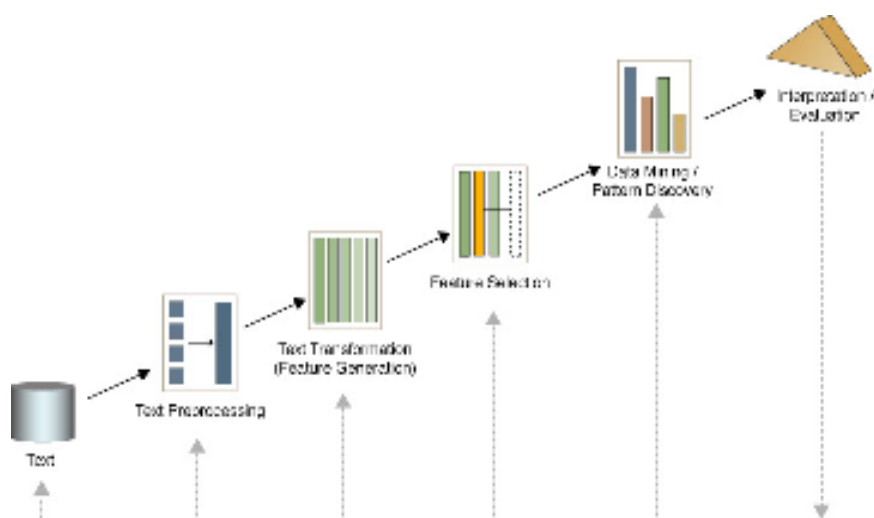 Text
Text Preprocessing
Text Transformation
(Feature Generation)
Feature Selection
Data Mining /
Pattern Discovery
Interpretation /
Evaluation